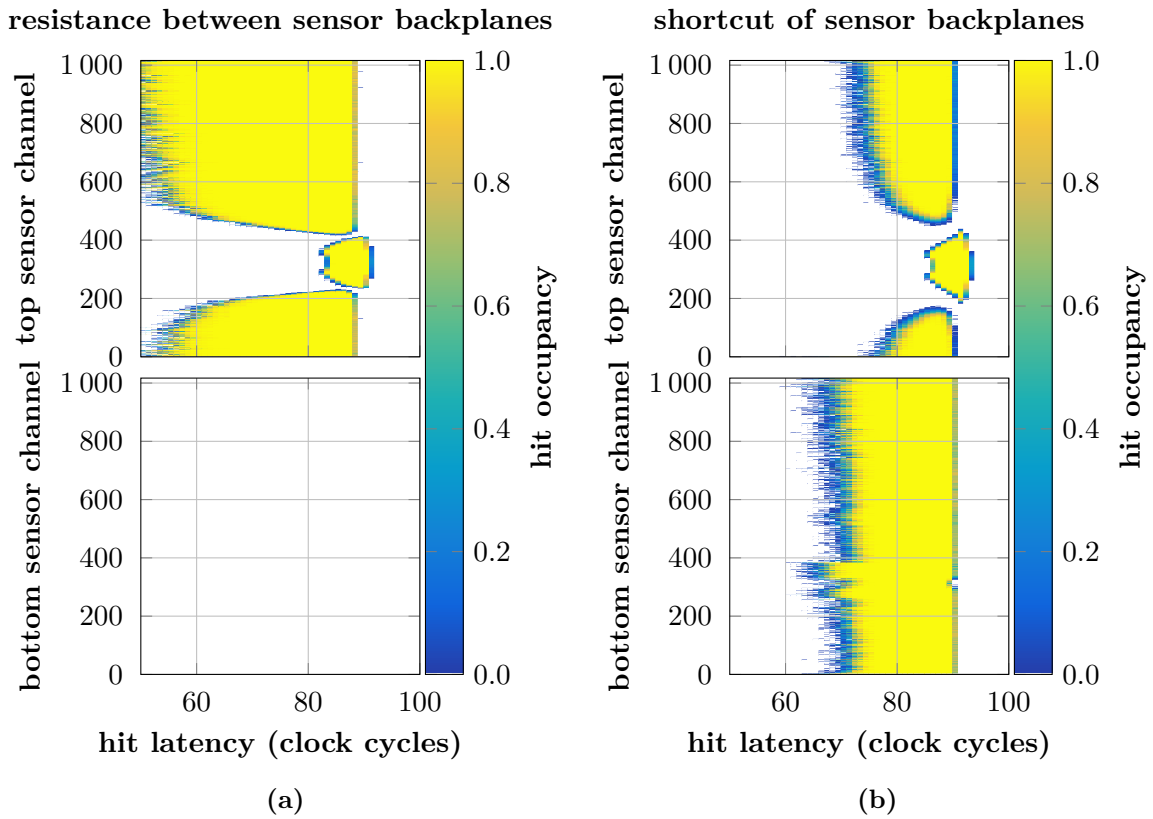 resistance between sensor backplanes
shortcut of sensor backplanes
top sensor channel
1 000
800
600
400
200
0
bottom sensor channel
1 000
800
600
400
200
0
60 80 100
hit latency (clock cycles)
1.0
0.8
0.6
0.4
0.2
0.0
hit occupancy
(a)
top sensor channel
1 000
800
600
400
200
0
bottom sensor channel
1 000
800
600
400
200
0
60 80 100
hit latency (clock cycles)
1.0
0.8
0.6
0.4
0.2
0.0
hit occupancy
(b)